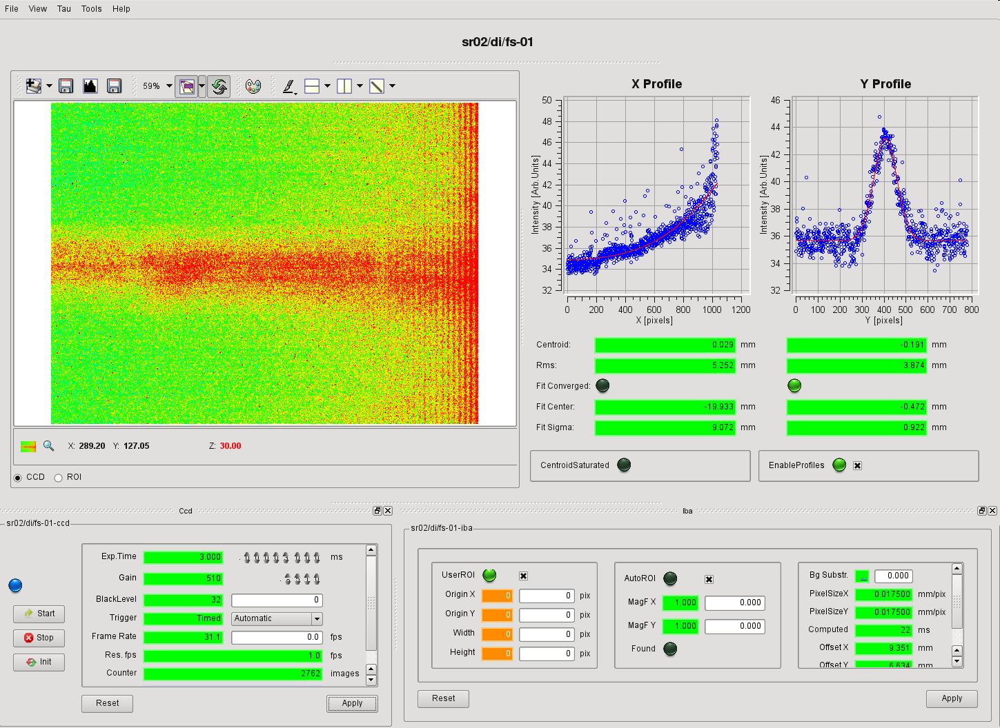 File View Tau Tools Help
sr02/di/fs-01
59%
X Profile
Intensity [Arb.Units]
50
48
46
44
42
40
38
36
34
32
0 200 400 600 800 1000 1200
X [pixels]
Y Profile
Intensity [Arb.Units]
46
44
42
40
38
36
34
32
0 100 200 300 400 500 600 700 800
Y [pixels]
X: 289.20 Y: 127.05 Z: 30.00
CCD ROI
Centroid: 0.029 mm -0.191 mm
Rms: 5.252 mm 3.874 mm
Fit Converged:
Fit Center: -19.933 mm -0.472 mm
Fit Sigma: 9.072 mm 0.922 mm
CentroidSaturated
EnableProfiles
Ccd
sr02/di/fs-01-ccd
Start
Stop
Init
Exp.Time 3.000 ms
Gain 510
BlackLevel 32 0
Trigger Timed Automatic
Frame Rate 31.1 0.0 fps
Res. fps 1.0 fps
Counter 2762 images
Reset Apply
Iba
sr02/di/fs-01-iba
UserROI
Origin X 0 0 pix
Origin Y 0 0 pix
Width 0 0 pix
Height 0 0 pix
AutoROI
MagF X 1.000 0.000
MagF Y 1.000 0.000
Found
Bg Substr. ... 0.000
PixelSizeX 0.017500 mm/pix
PixelSizeY 0.017500 mm/pix
Computed 22 ms
Offset X 9.351 mm
Offset Y 6.634 mm
Reset Apply